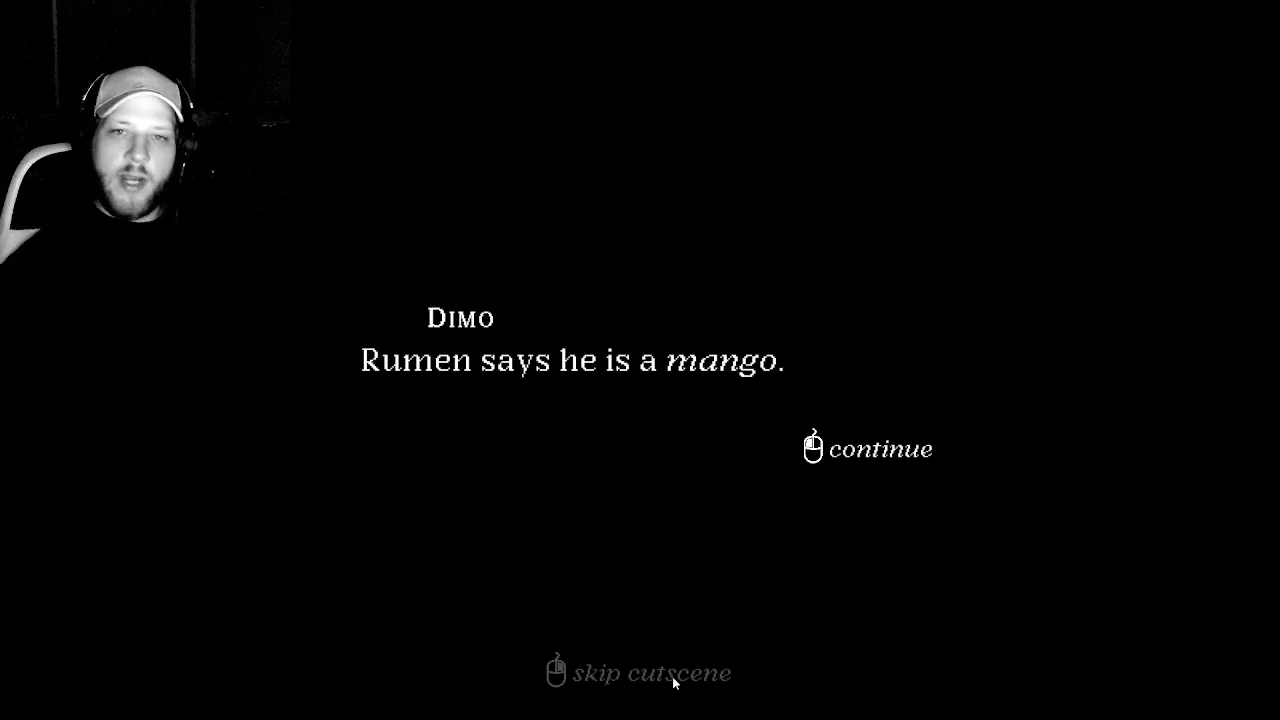 Dimo
Rumen says he is a mango.
continue
skip cutscene